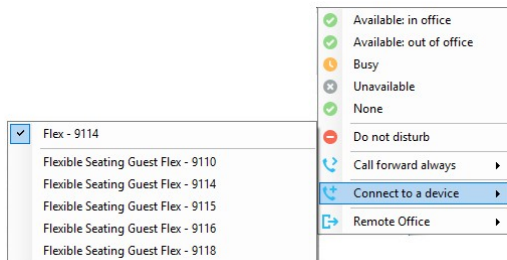 Available: in office
Available: out of office
Busy
Unavailable
None
Do not disturb
Call forward always
Connect to a device
Remote Office
Flex - 9114
Flexible Seating Guest Flex - 9110
Flexible Seating Guest Flex - 9114
Flexible Seating Guest Flex - 9115
Flexible Seating Guest Flex - 9116
Flexible Seating Guest Flex - 9118